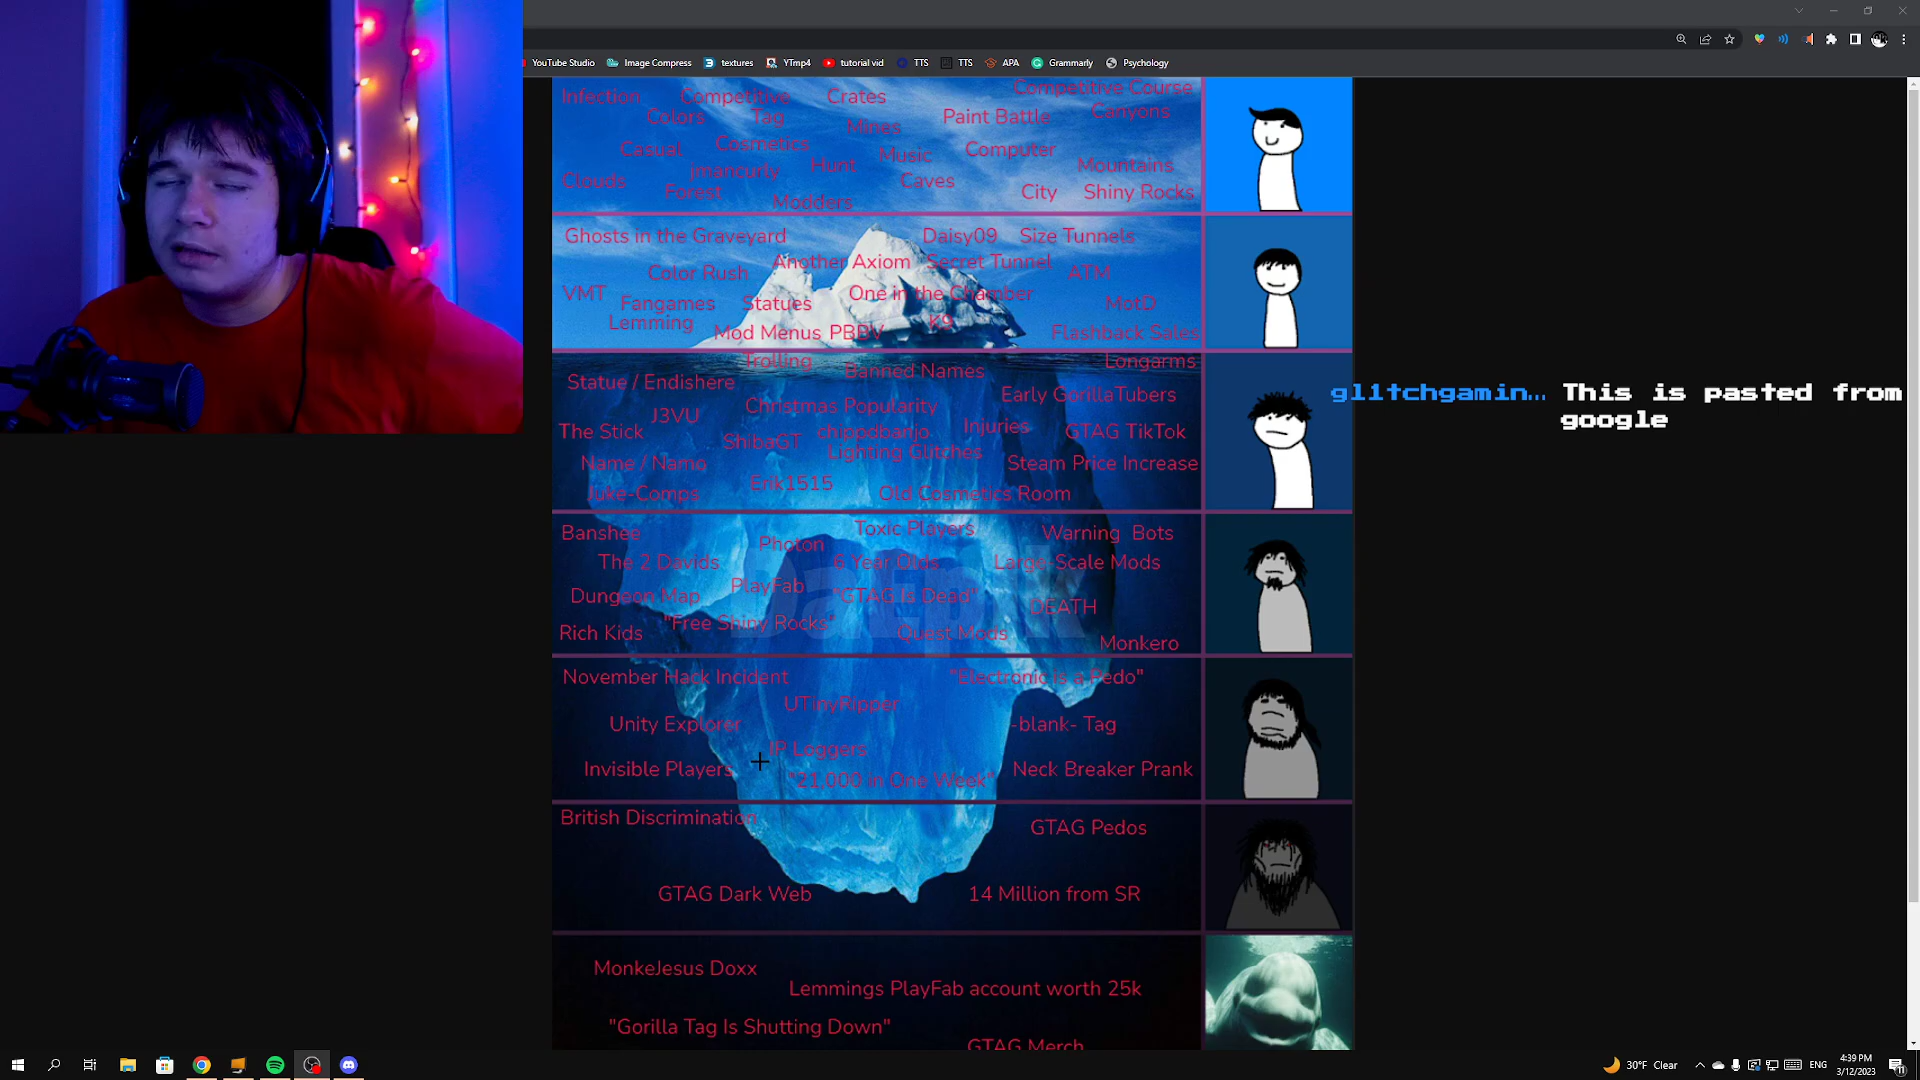 YouTube Studio Image Compress textures YTmp4 tutorial vid TTS TTS APA Grammarly Psychology
Infection Competitive Crates Competitive Course
Colors Tag Mines Paint Battle Canyons
Casual Cosmetics Music Computer
jmancurly Hunt Mountains
Clouds Forest Caves City Shiny Rocks
Modders
Ghosts in the Graveyard Daisy09 Size Tunnels
Color Rush Another Axiom Secret Tunnel ATM
VMT Fangames Statues One in the Chamber MotD
Lemming Mod Menus PBBV K9 Flashback Sales
Trolling Banned Names Longarms
Statue / Endishere Early GorillaTubers
J3VU Christmas Popularity
The Stick ShibaGT chippdbanjo Injuries GTAG TikTok
Name / Namo Lighting Glitches Steam Price Increase
Juke-Comps Erik1515 Old Cosmetics Room
gl1tchgamin... This is pasted from
google
Banshee Photon Toxic Players Warning Bots
The 2 Davids 6 Year Olds Large-Scale Mods
Dungeon Map PlayFab "GTAG Is Dead" DEATH
Rich Kids "Free Shiny Rocks" Quest Mods Monkero
November Hack Incident "Electronic is a Pedo"
UTinyRipper
Unity Explorer -blank- Tag
IP Loggers
Invisible Players "21,000 in One Week" Neck Breaker Prank
British Discrimination GTAG Pedos
GTAG Dark Web 14 Million from SR
MonkeJesus Doxx
Lemmings PlayFab account worth 25k
"Gorilla Tag Is Shutting Down"
GTAG Merch
30°F Clear ENG 4:39 PM
3/12/2023